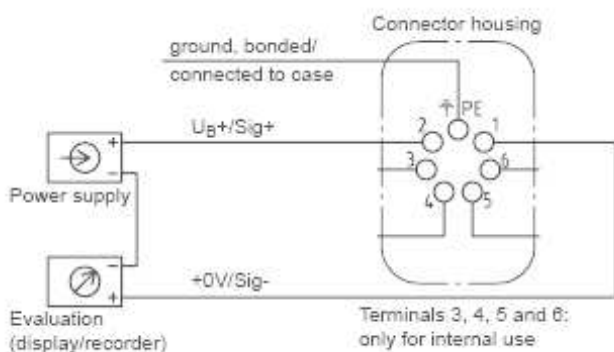 Connector housing
ground, bonded/
connected to case
PE
UB+/Sig+
2
1
+
3
6
-
Power supply
4
5
-
+0V/Sig-
+
Evaluation
(display/recorder)
Terminals 3, 4, 5 and 6:
only for internal use